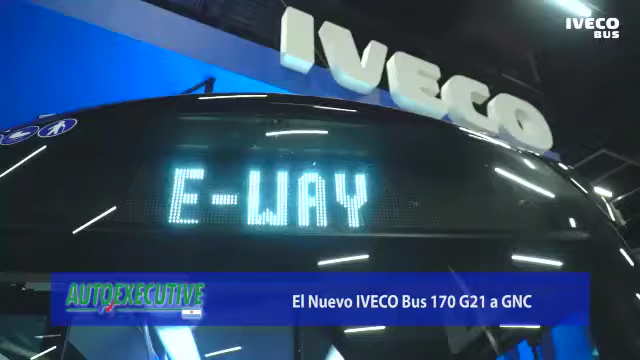 IVECO
BUS
IVECO
E-WAY
AUTOEXECUTIVE
El Nuevo IVECO Bus 170 G21 a GNC